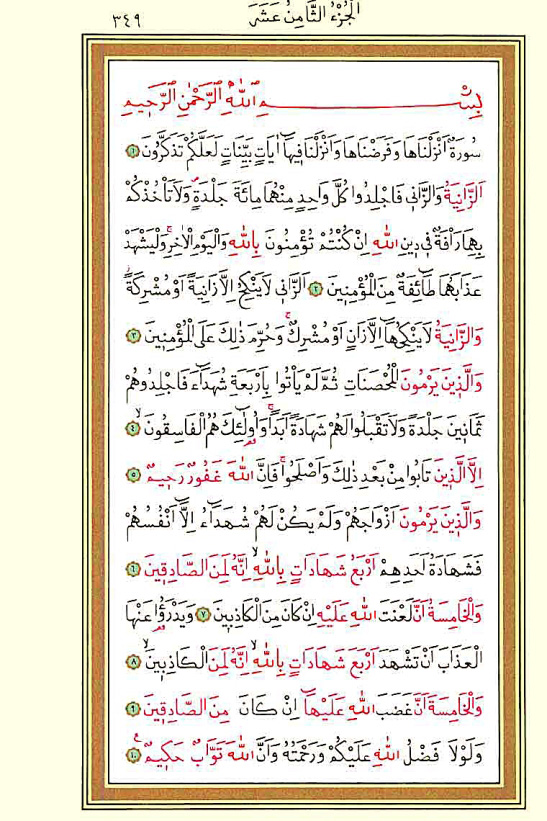 الجزء الثامن عشر
٣٤٩
بِسْمِ اللّٰهِ الرَّحْمٰنِ الرَّحِيمِ
سُورَةٌ اَنْزَلْنَاهَا وَفَرَضْنَاهَا وَاَنْزَلْنَا فِيهَٓا اٰيَاتٍ بَيِّنَاتٍ لَعَلَّكُمْ تَذَكَّرُونَ ﴿١﴾
اَلزَّانِيَةُ وَالزَّانِي فَاجْلِدُوا كُلَّ وَاحِدٍ مِنْهُمَا مِائَةَ جَلْدَةٍ وَلَا تَأْخُذْكُمْ
بِهِمَا رَأْفَةٌ فِي دِينِ اللّٰهِ اِنْ كُنْتُمْ تُؤْمِنُونَ بِاللّٰهِ وَالْيَوْمِ الْاٰخِرِۚ وَلْيَشْهَدْ
عَذَابَهُمَا طَٓائِفَةٌ مِنَ الْمُؤْمِنِينَ ﴿٢﴾ اَلزَّانِي لَا يَنْكِحُ اِلَّا زَانِيَةً اَوْ مُشْرِكَةًۘ
وَالزَّانِيَةُ لَا يَنْكِحُهَٓا اِلَّا زَانٍ اَوْ مُشْرِكٌۚ وَحُرِّمَ ذٰلِكَ عَلَى الْمُؤْمِنِينَ ﴿٣﴾
وَالَّذِينَ يَرْمُونَ الْمُحْصَنَاتِ ثُمَّ لَمْ يَأْتُوا بِاَرْبَعَةِ شُهَدَٓاءَ فَاجْلِدُوهُمْ
ثَمَانِينَ جَلْدَةً وَلَا تَقْبَلُوا لَهُمْ شَهَادَةً اَبَدًاۚ وَاُو۬لٰٓئِكَ هُمُ الْفَاسِقُونَۙ ﴿٤﴾
اِلَّا الَّذِينَ تَابُوا مِنْ بَعْدِ ذٰلِكَ وَاَصْلَحُواۚ فَاِنَّ اللّٰهَ غَفُورٌ رَحِيمٌ ﴿٥﴾
وَالَّذِينَ يَرْمُونَ اَزْوَاجَهُمْ وَلَمْ يَكُنْ لَهُمْ شُهَدَٓاءُ اِلَّٓا اَنْفُسُهُمْ
فَشَهَادَةُ اَحَدِهِمْ اَرْبَعُ شَهَادَاتٍ بِاللّٰهِۙ اِنَّهُ لَمِنَ الصَّادِقِينَ ﴿٦﴾
وَالْخَامِسَةُ اَنَّ لَعْنَتَ اللّٰهِ عَلَيْهِ اِنْ كَانَ مِنَ الْكَاذِبِينَ ﴿٧﴾ وَيَدْرَؤُ۬ا عَنْهَا
الْعَذَابَ اَنْ تَشْهَدَ اَرْبَعَ شَهَادَاتٍ بِاللّٰهِۙ اِنَّهُ لَمِنَ الْكَاذِبِينَۙ ﴿٨﴾
وَالْخَامِسَةَ اَنَّ غَضَبَ اللّٰهِ عَلَيْهَٓا اِنْ كَانَ مِنَ الصَّادِقِينَ ﴿٩﴾
وَلَوْلَا فَضْلُ اللّٰهِ عَلَيْكُمْ وَرَحْمَتُهُ وَاَنَّ اللّٰهَ تَوَّابٌ حَكِيمٌ۟ ﴿١٠﴾